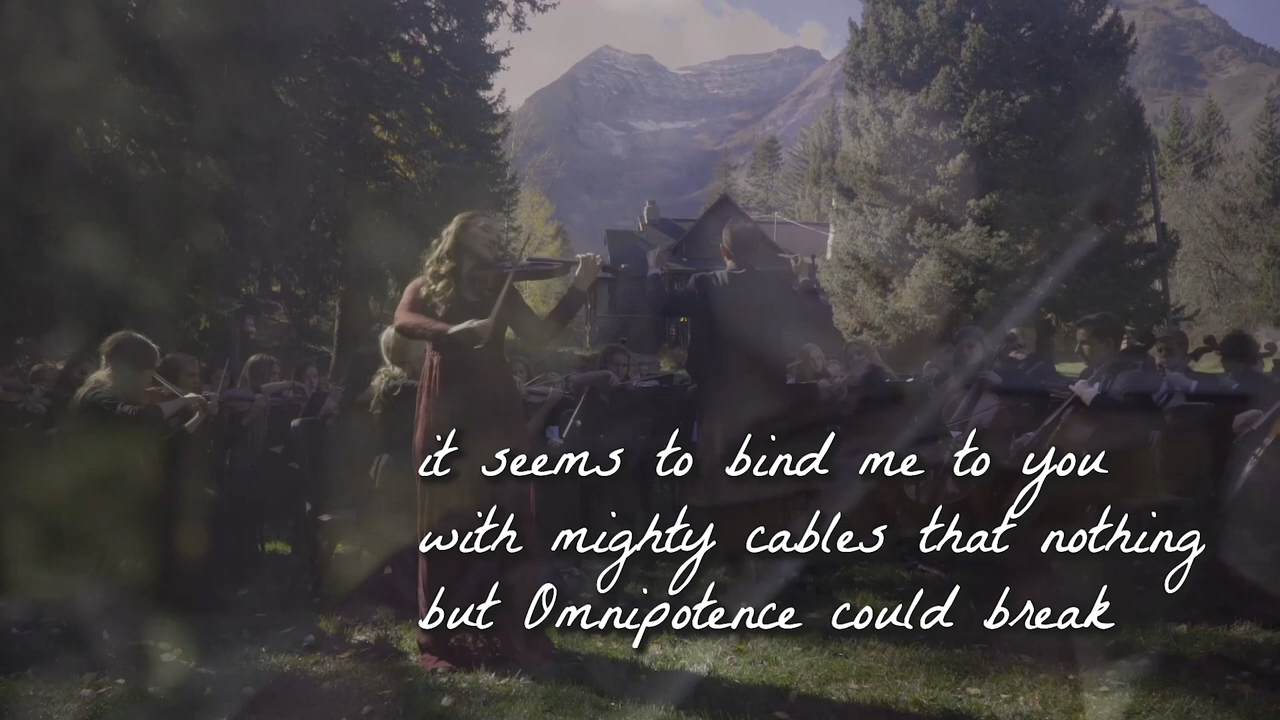 it seems to bind me to you
with mighty cables that nothing
but Omnipotence could break